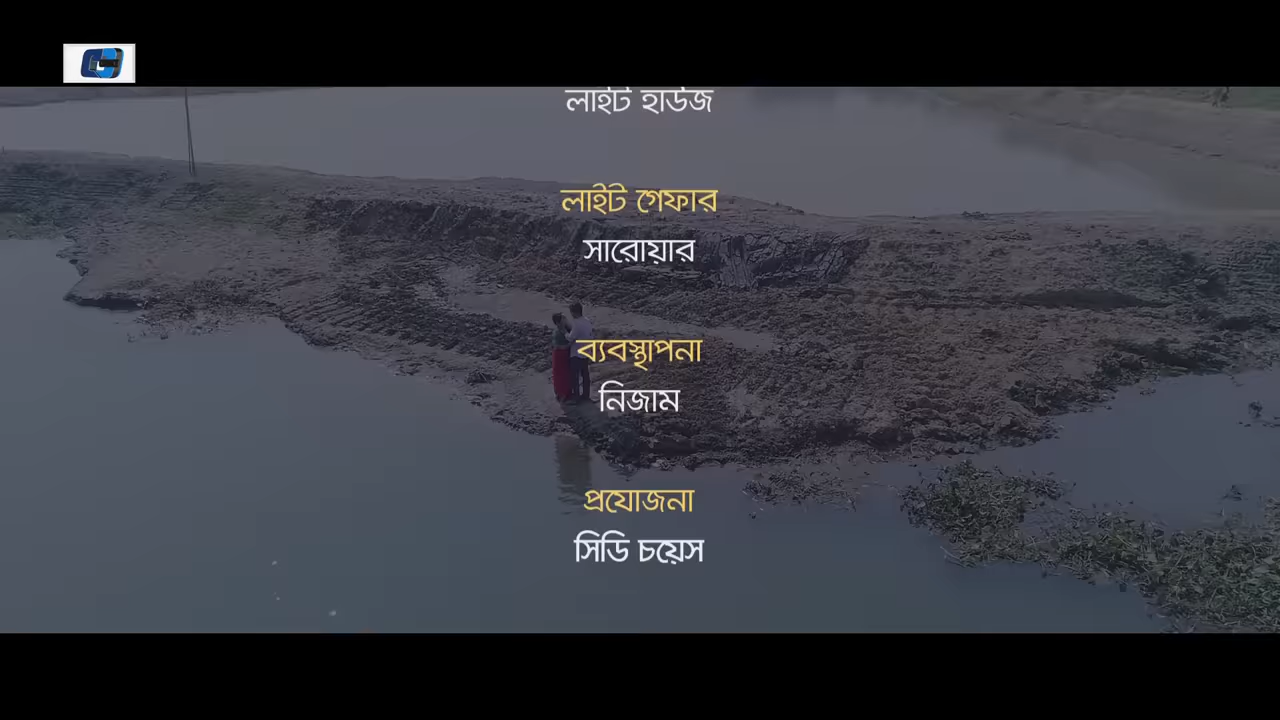 লাইট হাউজ
লাইট গেফার
সারোয়ার
ব্যবস্থাপনা
নিজাম
প্রযোজনা
সিডি চয়েস